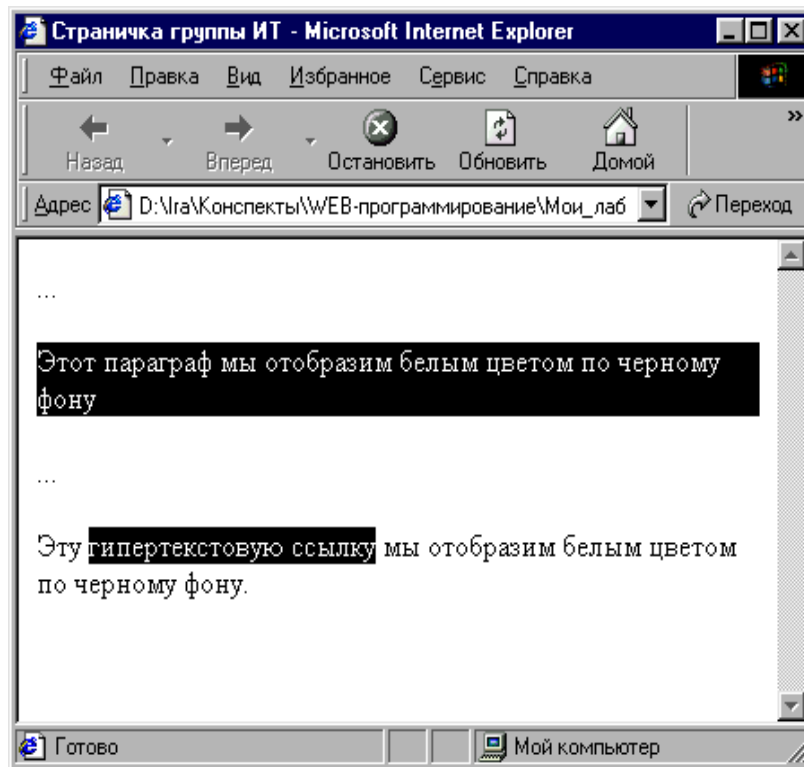 Страничка группы ИТ - Microsoft Internet Explorer
Файл Правка Вид Избранное Сервис Справка
Назад Вперед Остановить Обновить Домой »
Адрес D:\Ira\Конспекты\WEB-программирование\Мои_лаб Переход
...
Этот параграф мы отобразим белым цветом по черному
фону
...
Эту гипертекстовую ссылку мы отобразим белым цветом
по черному фону.
Готово Мой компьютер